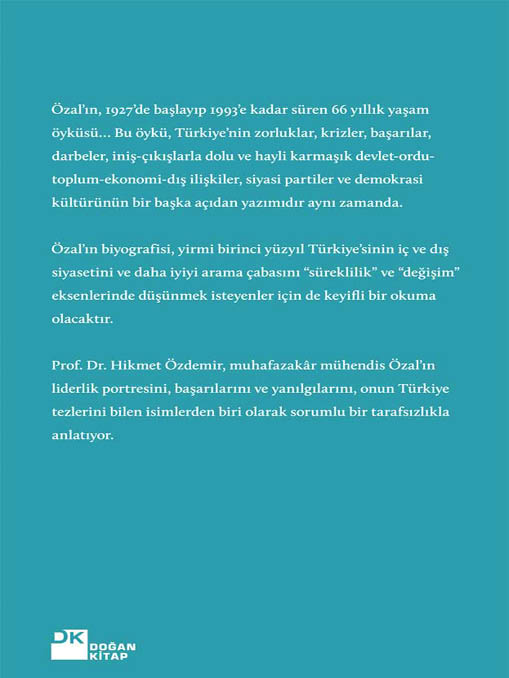 Özal’ın, 1927’de başlayıp 1993’e kadar süren 66 yıllık yaşam
öyküsü... Bu öykü, Türkiye’nin zorluklar, krizler, başarılar,
darbeler, iniş-çıkışlarla dolu ve hayli karmaşık devlet-ordu-
toplum-ekonomi-dış ilişkiler, siyasi partiler ve demokrasi
kültürünün bir başka açıdan yazımıdır aynı zamanda.
Özal’ın biyografisi, yirmi birinci yüzyıl Türkiye’sinin iç ve dış
siyasetini ve daha iyiyi arama çabasını “süreklilik” ve “değişim”
eksenlerinde düşünmek isteyenler için de keyifli bir okuma
olacaktır.
Prof. Dr. Hikmet Özdemir, muhafazakâr mühendis Özal’ın
liderlik portresini, başarılarını ve yanılgılarını, onun Türkiye
tezlerini bilen isimlerden biri olarak sorumlu bir tarafsızlıkla
anlatıyor.
DK
DOĞAN
KİTAP